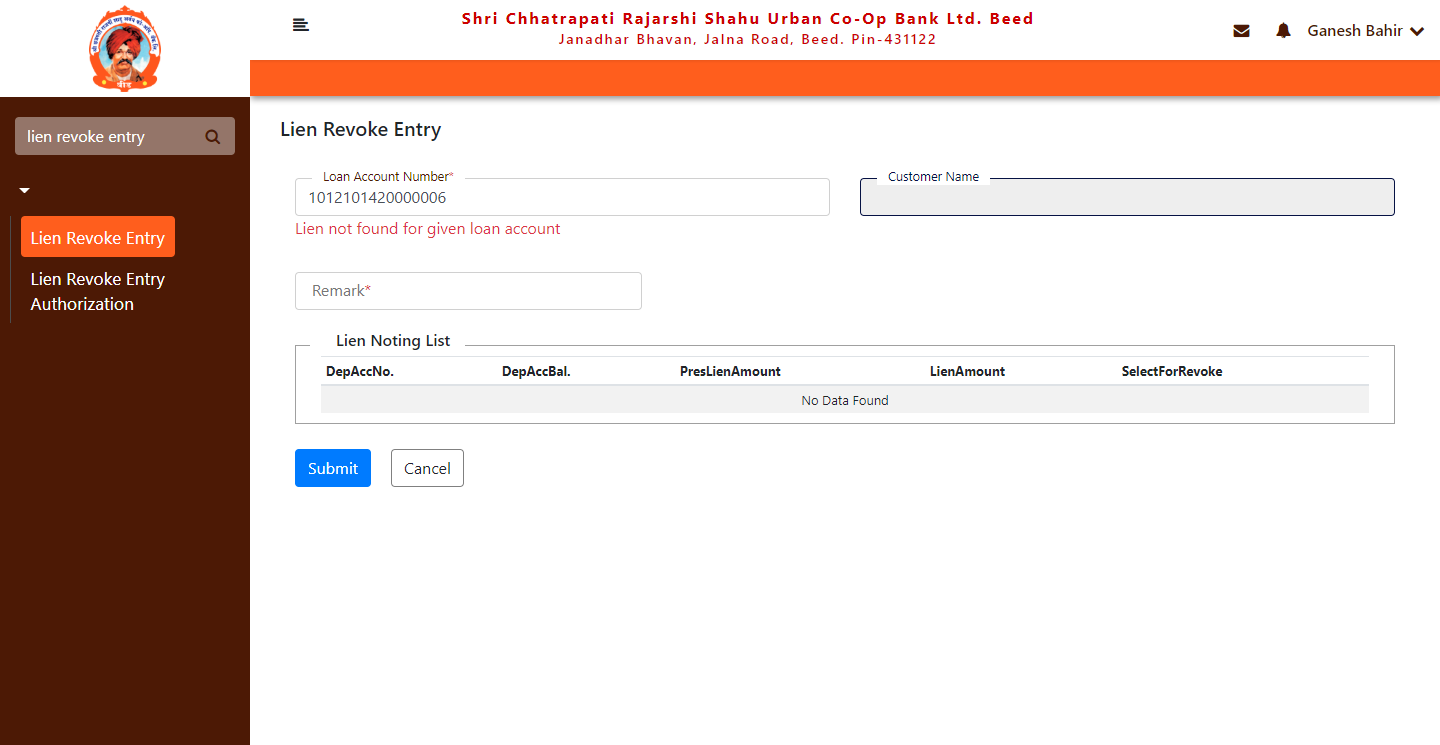 Shri Chhatrapati Rajarshi Shahu Urban Co-Op Bank Ltd. Beed
Janadhar Bhavan, Jalna Road, Beed. Pin-431122
Ganesh Bahir
बीड
lien revoke entry
Lien Revoke Entry
Lien Revoke Entry
Authorization
Lien Revoke Entry
Loan Account Number*
1012101420000006
Customer Name
Lien not found for given loan account
Remark*
Lien Noting List
DepAccNo. DepAccBal. PresLienAmount LienAmount SelectForRevoke
No Data Found
Submit Cancel